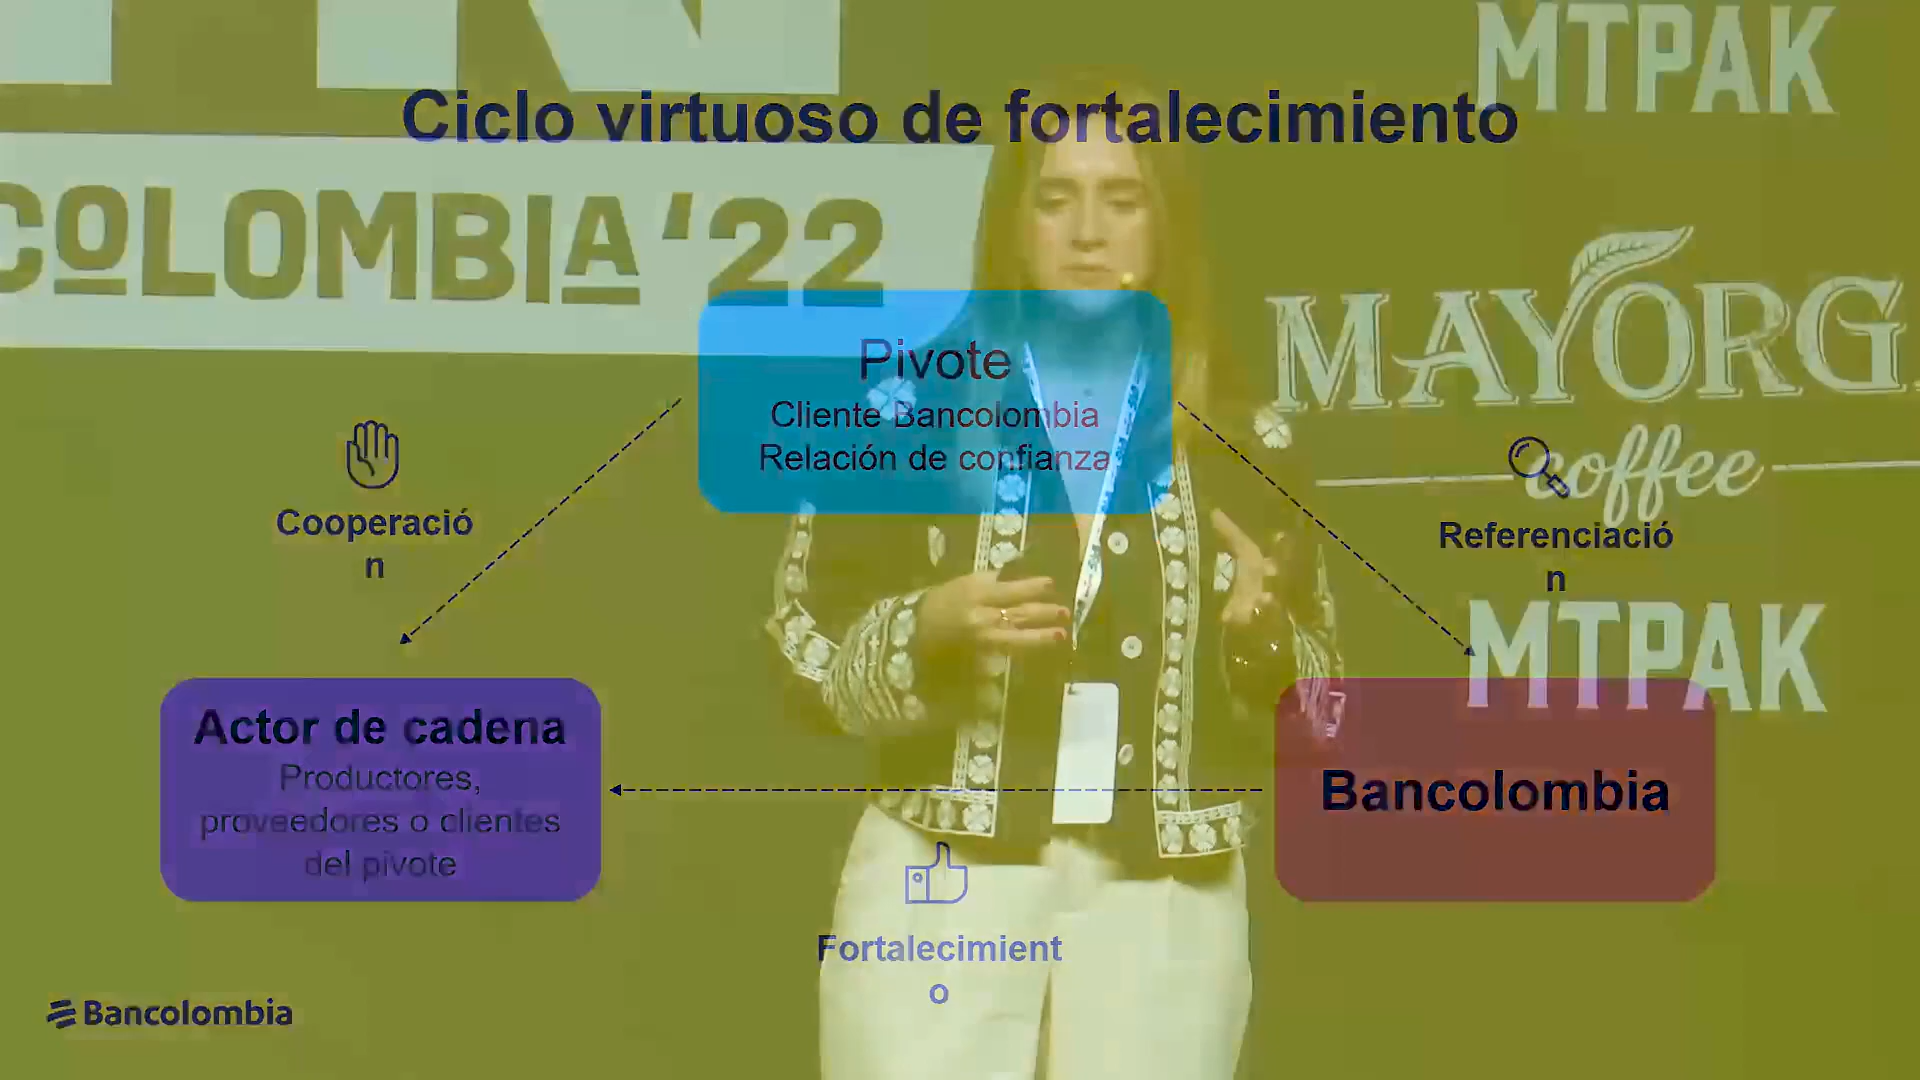 MTPAK
Ciclo virtuoso de fortalecimiento
COLOMBIA '22
MAYORGA
coffee
Pivote
Cliente Bancolombia
Relación de confianza
Cooperació
n
Referenciació
n
MTPAK
Actor de cadena
Productores,
proveedores o clientes
del pivote
Bancolombia
Fortalecimient
o
Bancolombia